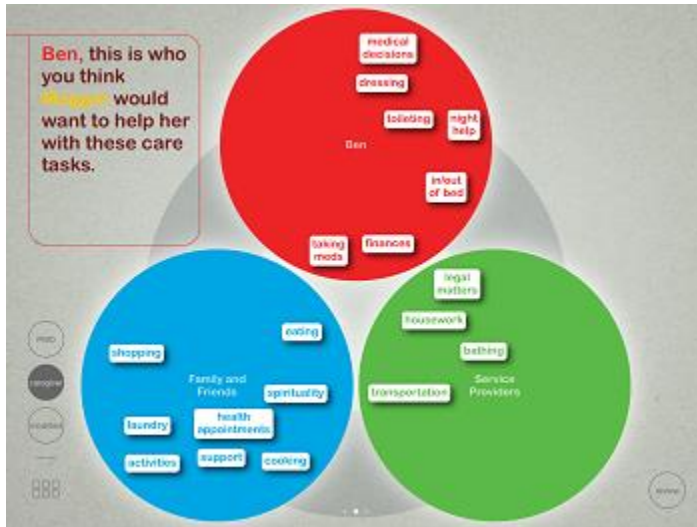 Ben, this is who
you think
would
want to help her
with these care
tasks.
medical
decisions
dressing
toileting
night
help
Ben
in/out
of bed
taking
meds
finances
eating
shopping
Family and
Friends
spirituality
laundry
health
appointments
activities
support
cooking
legal
matters
housework
bathing
transportation
Service
Providers
caregiver